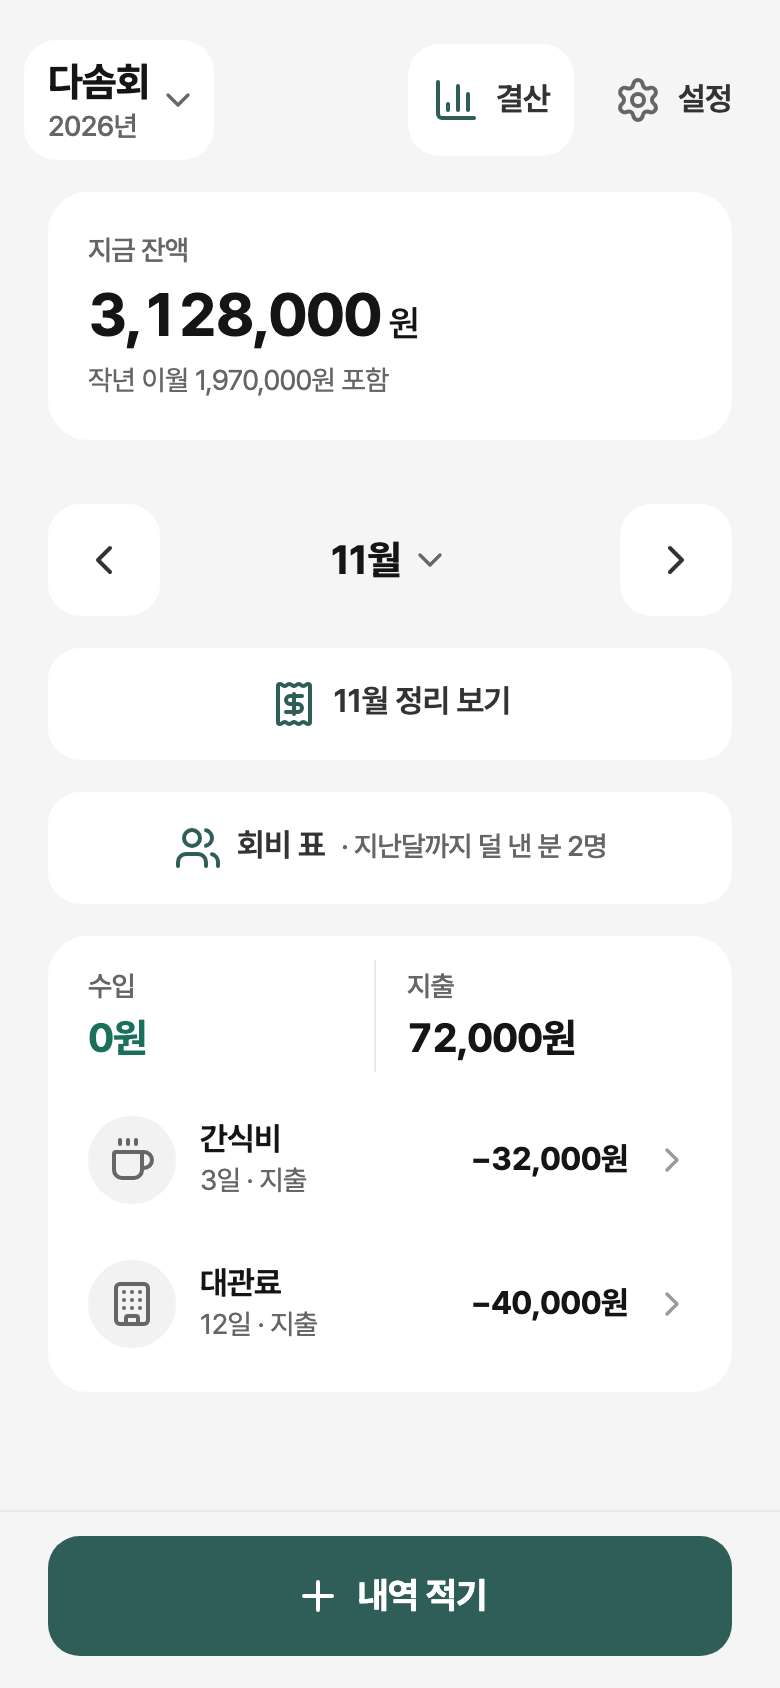 다솜회
2026년
결산
설정
지금 잔액
3,128,000원
작년 이월 1,970,000원 포함
11월
11월 정리 보기
회비 표 · 지난달까지 덜 낸 분 2명
수입
0원
지출
72,000원
간식비
3일 · 지출
–32,000원
대관료
12일 · 지출
–40,000원
내역 적기